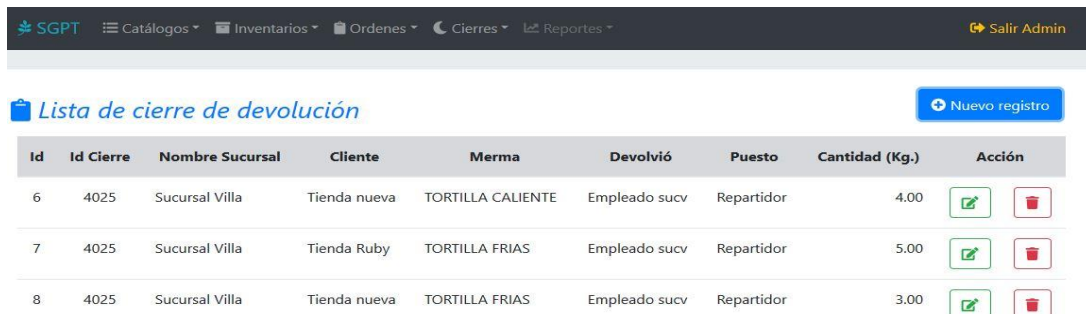 SGPT Catálogos Inventarios Ordenes Cierres Reportes Salir Admin
Lista de cierre de devolución Nuevo registro
Id Id Cierre Nombre Sucursal Cliente Merma Devolvió Puesto Cantidad (Kg.) Acción
6 4025 Sucursal Villa Tienda nueva TORTILLA CALIENTE Empleado sucv Repartidor 4.00
7 4025 Sucursal Villa Tienda Ruby TORTILLA FRIAS Empleado sucv Repartidor 5.00
8 4025 Sucursal Villa Tienda nueva TORTILLA FRIAS Empleado sucv Repartidor 3.00